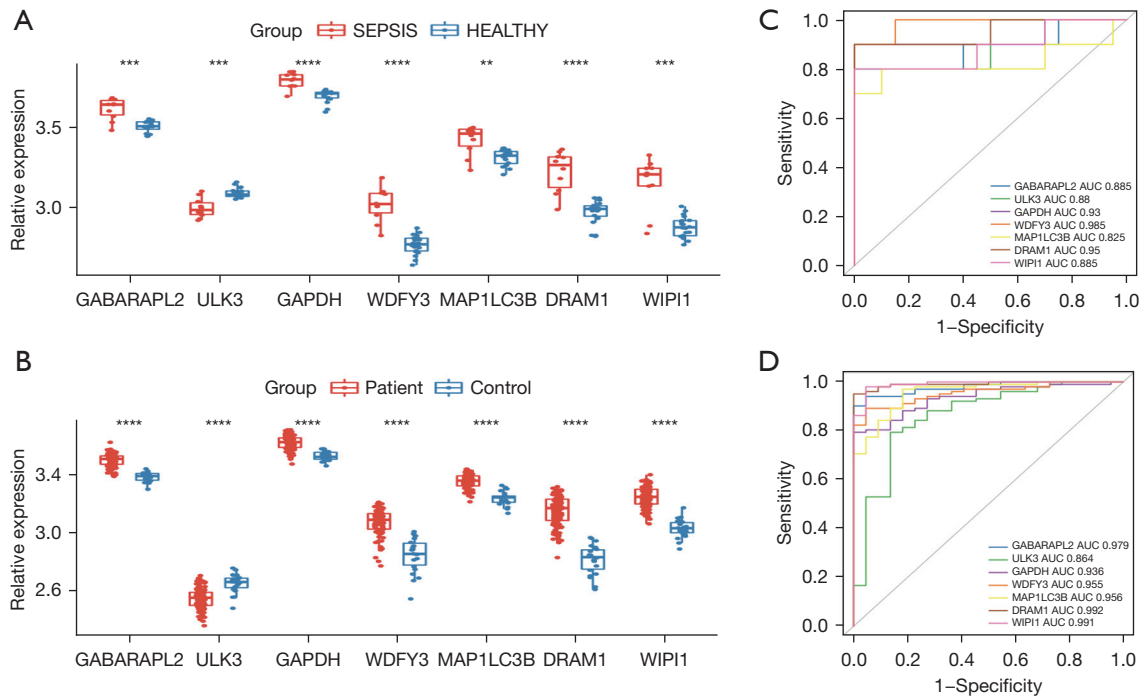 A
Group SEPSIS HEALTHY
*** *** **** **** ** **** ***
Relative expression
3.5
3.0
GABARAPL2 ULK3 GAPDH WDFY3 MAP1LC3B DRAM1 WIPI1
C
Sensitivity
1.0
0.8
0.6
0.4
0.2
0.0
GABARAPL2 AUC 0.885
ULK3 AUC 0.88
GAPDH AUC 0.93
WDFY3 AUC 0.985
MAP1LC3B AUC 0.825
DRAM1 AUC 0.95
WIPI1 AUC 0.885
0.0 0.2 0.4 0.6 0.8 1.0
1−Specificity
B
Group Patient Control
**** **** **** **** **** **** ****
Relative expression
3.4
3.0
2.6
GABARAPL2 ULK3 GAPDH WDFY3 MAP1LC3B DRAM1 WIPI1
D
Sensitivity
1.0
0.8
0.6
0.4
0.2
0.0
GABARAPL2 AUC 0.979
ULK3 AUC 0.864
GAPDH AUC 0.936
WDFY3 AUC 0.955
MAP1LC3B AUC 0.956
DRAM1 AUC 0.992
WIPI1 AUC 0.991
0.0 0.2 0.4 0.6 0.8 1.0
1−Specificity